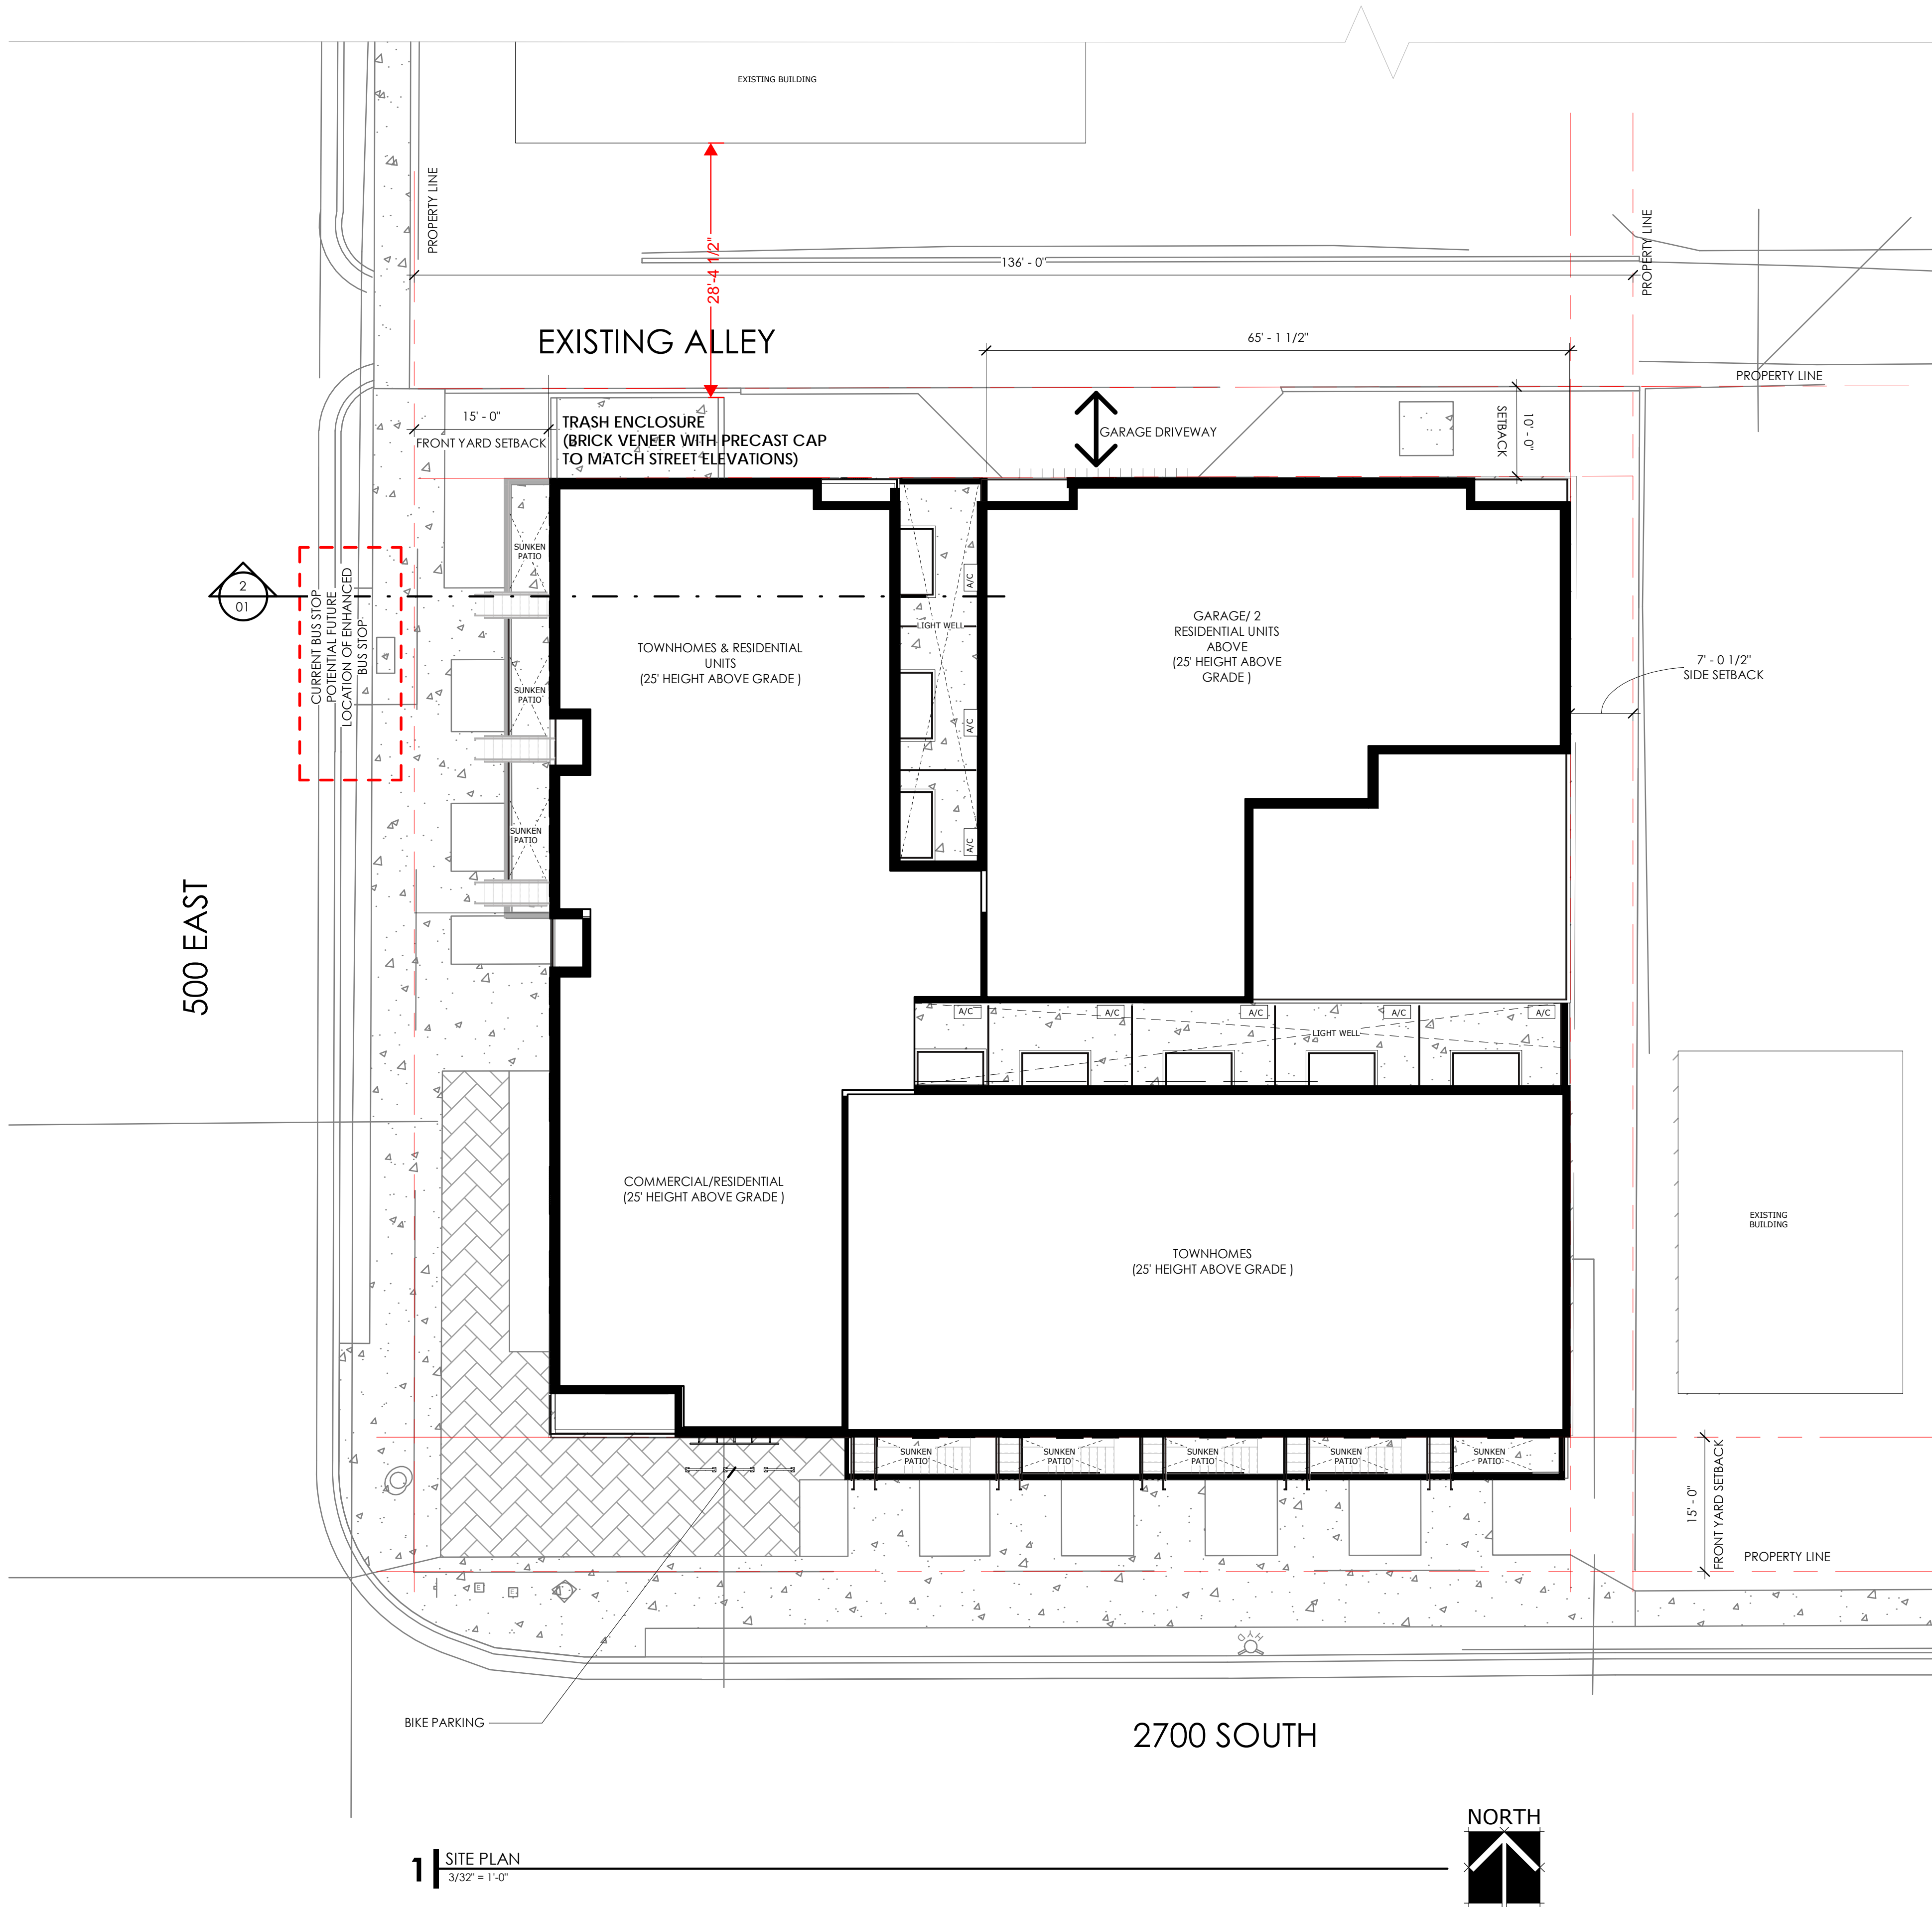 EXISTING BUILDING
PROPERTY LINE
PROPERTY LINE
28'-4 1/2"
136' - 0"
EXISTING ALLEY
65' - 1 1/2"
PROPERTY LINE
15' - 0"
FRONT YARD SETBACK
TRASH ENCLOSURE
(BRICK VENEER WITH PRECAST CAP
TO MATCH STREET ELEVATIONS)
GARAGE DRIVEWAY
10' - 0"
SETBACK
SUNKEN
PATIO
2
01
CURRENT BUS STOP
POTENTIAL FUTURE
LOCATION OF ENHANCED
BUS STOP
A/C
LIGHT WELL
TOWNHOMES & RESIDENTIAL
UNITS
(25' HEIGHT ABOVE GRADE )
GARAGE/ 2
RESIDENTIAL UNITS
ABOVE
(25' HEIGHT ABOVE
GRADE )
7' - 0 1/2"
SIDE SETBACK
SUNKEN
PATIO
A/C
SUNKEN
PATIO
A/C
500 EAST
A/C
A/C
A/C
A/C
A/C
LIGHT WELL
COMMERCIAL/RESIDENTIAL
(25' HEIGHT ABOVE GRADE )
EXISTING
BUILDING
TOWNHOMES
(25' HEIGHT ABOVE GRADE )
SUNKEN
PATIO
SUNKEN
PATIO
SUNKEN
PATIO
SUNKEN
PATIO
SUNKEN
PATIO
15' - 0"
FRONT YARD SETBACK
PROPERTY LINE
E
E
HYD
BIKE PARKING
2700 SOUTH
NORTH
1
SITE PLAN
3/32" = 1'-0"